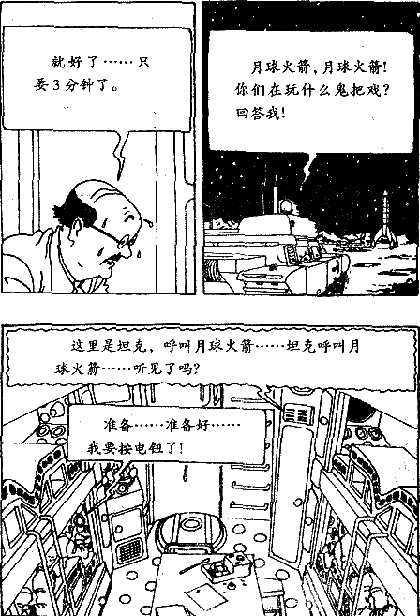 就好了……只
要3分钟了。
月球火箭，月球火箭！
你们在玩什么鬼把戏？
回答我！
这里是坦克，呼叫月球火箭……坦克呼叫月
球火箭……听见了吗？
准备……准备好……
我要按电钮了！